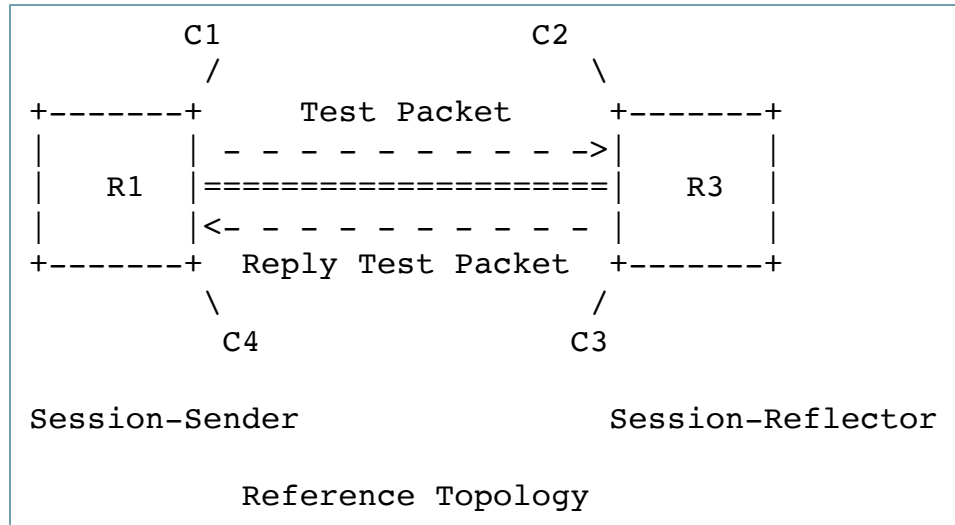 C1 C2
/ \
+-------+ Test Packet +-------+
| | - - - - - - - - - - ->| |
| R1 |=====================| R3 |
| |<- - - - - - - - - - - | |
+-------+ Reply Test Packet +-------+
\ /
C4 C3
Session-Sender Session-Reflector
Reference Topology